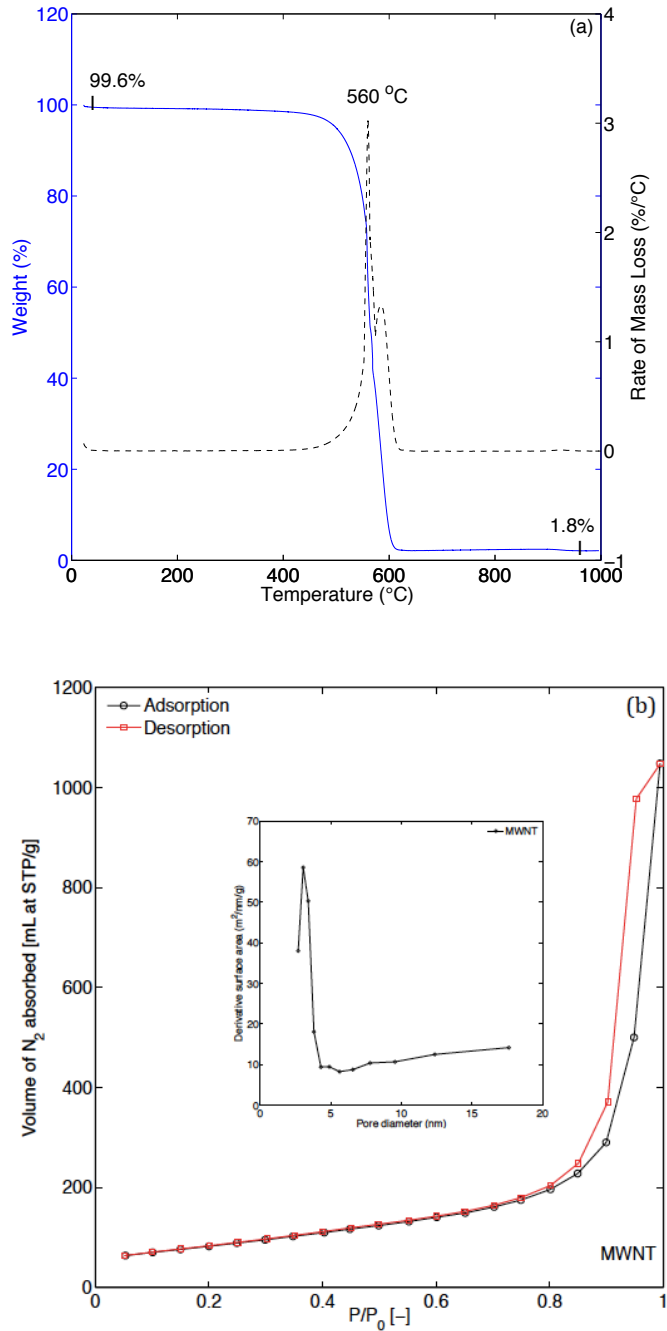 (a)
120
100
80
60
40
20
0
Weight (%)
4
3
2
1
0
−1
Rate of Mass Loss (%/°C)
99.6%
560 °C
1.8%
0 200 400 600 800 1000
Temperature (°C)
(b)
Adsorption
Desorption
1200
1000
800
600
400
200
0
Volume of N2 absorbed [mL at STP/g]
70
60
50
40
30
20
10
0
Derivative surface area (m²/nm/g)
MWNT
0 5 10 15 20
Pore diameter (nm)
MWNT
0 0.2 0.4 0.6 0.8 1
P/P0 [−]